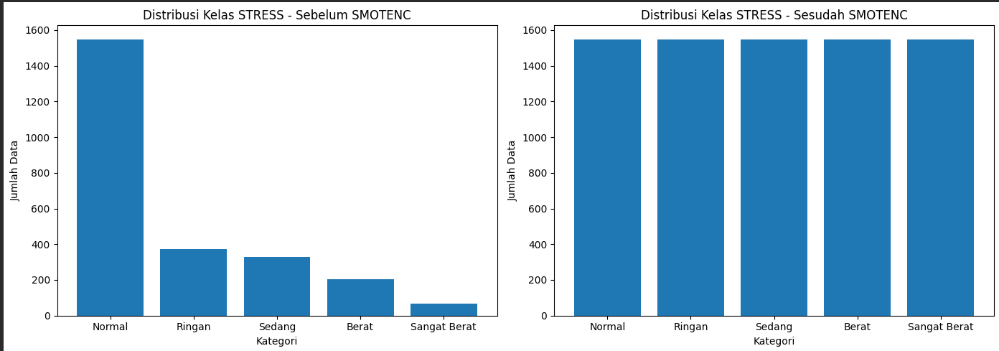 Distribusi Kelas STRESS - Sebelum SMOTENC
1600
1400
1200
1000
800
600
400
200
0
Jumlah Data
Normal Ringan Sedang Berat Sangat Berat
Kategori
Distribusi Kelas STRESS - Sesudah SMOTENC
1600
1400
1200
1000
800
600
400
200
0
Jumlah Data
Normal Ringan Sedang Berat Sangat Berat
Kategori